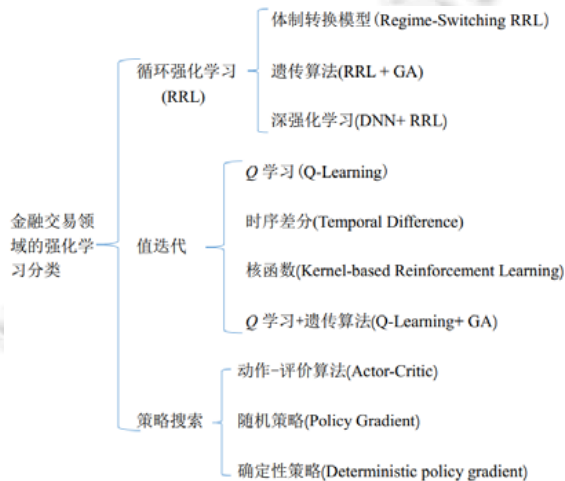 体制转换模型(Regime-Switching RRL)
循环强化学习
(RRL)
遗传算法(RRL + GA)
深强化学习(DNN+ RRL)
Q 学习(Q-Learning)
金融交易领
域的强化学
习分类
时序差分(Temporal Difference)
值迭代
核函数(Kernel-based Reinforcement Learning)
Q 学习+遗传算法(Q-Learning+ GA)
动作-评价算法(Actor-Critic)
策略搜索
随机策略(Policy Gradient)
确定性策略(Deterministic policy gradient)